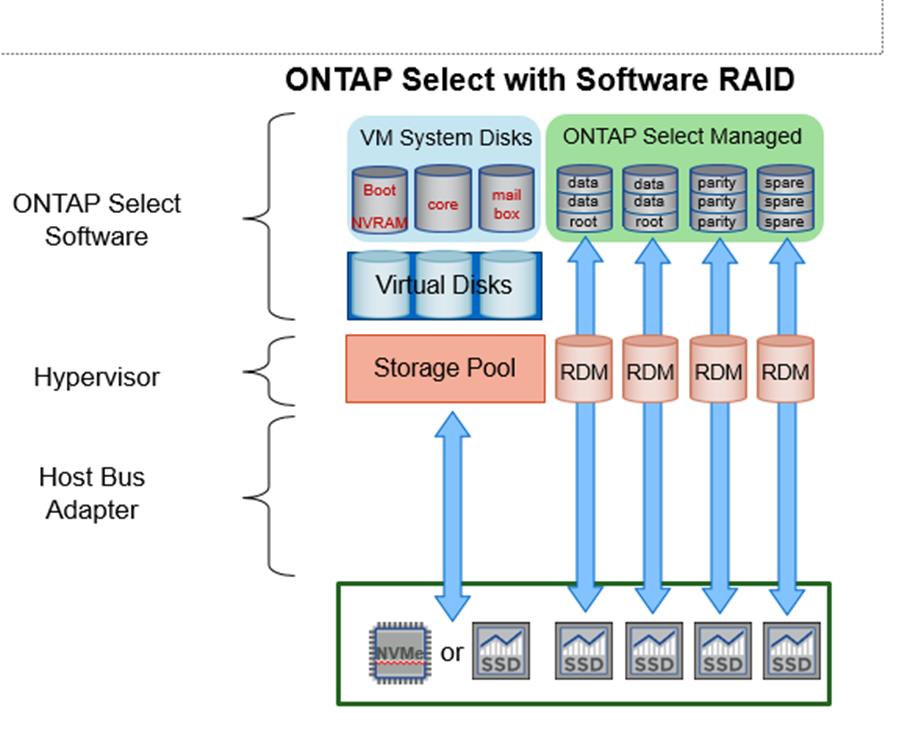 ONTAP Select with Software RAID
ONTAP Select
Software
VM System Disks
Boot
NVRAM
core
mail
box
ONTAP Select Managed
data
data
root
data
data
root
parity
parity
parity
spare
spare
spare
Virtual Disks
Hypervisor
Storage Pool
RDM
RDM
RDM
RDM
Host Bus
Adapter
NVMe
or
SSD
SSD
SSD
SSD
SSD